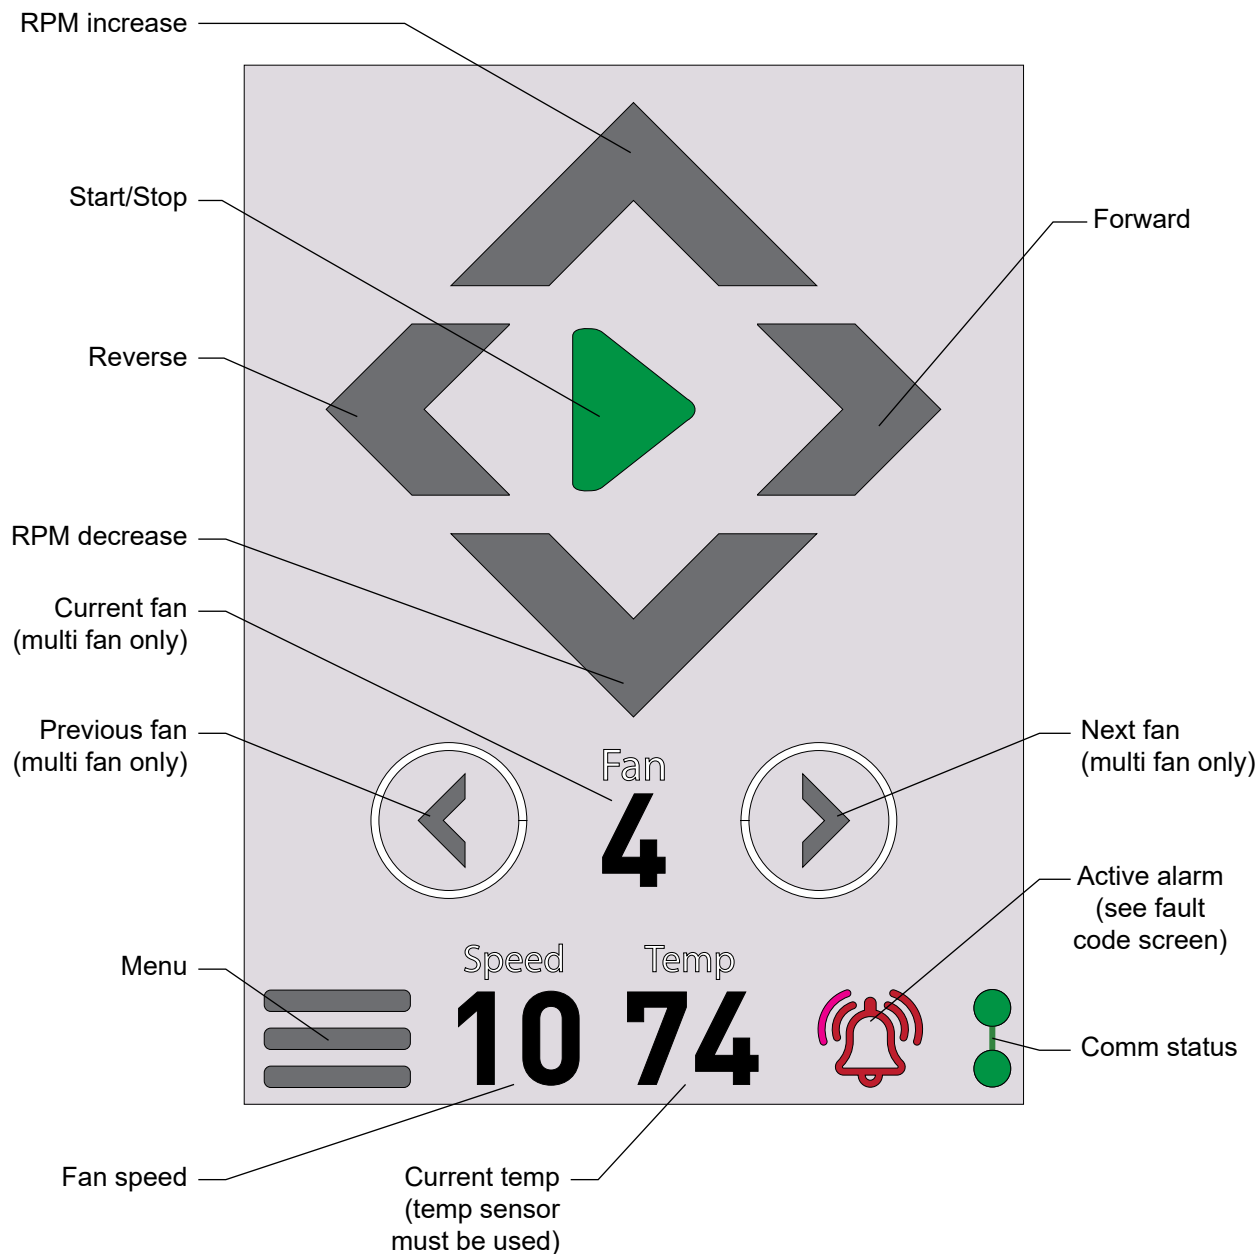 RPM increase
Start/Stop
Forward
Reverse
RPM decrease
Current fan
(multi fan only)
Previous fan
(multi fan only)
Fan
4
Next fan
(multi fan only)
Active alarm
(see fault
code screen)
Menu
Speed
10
Temp
74
Comm status
Fan speed
Current temp
(temp sensor
must be used)